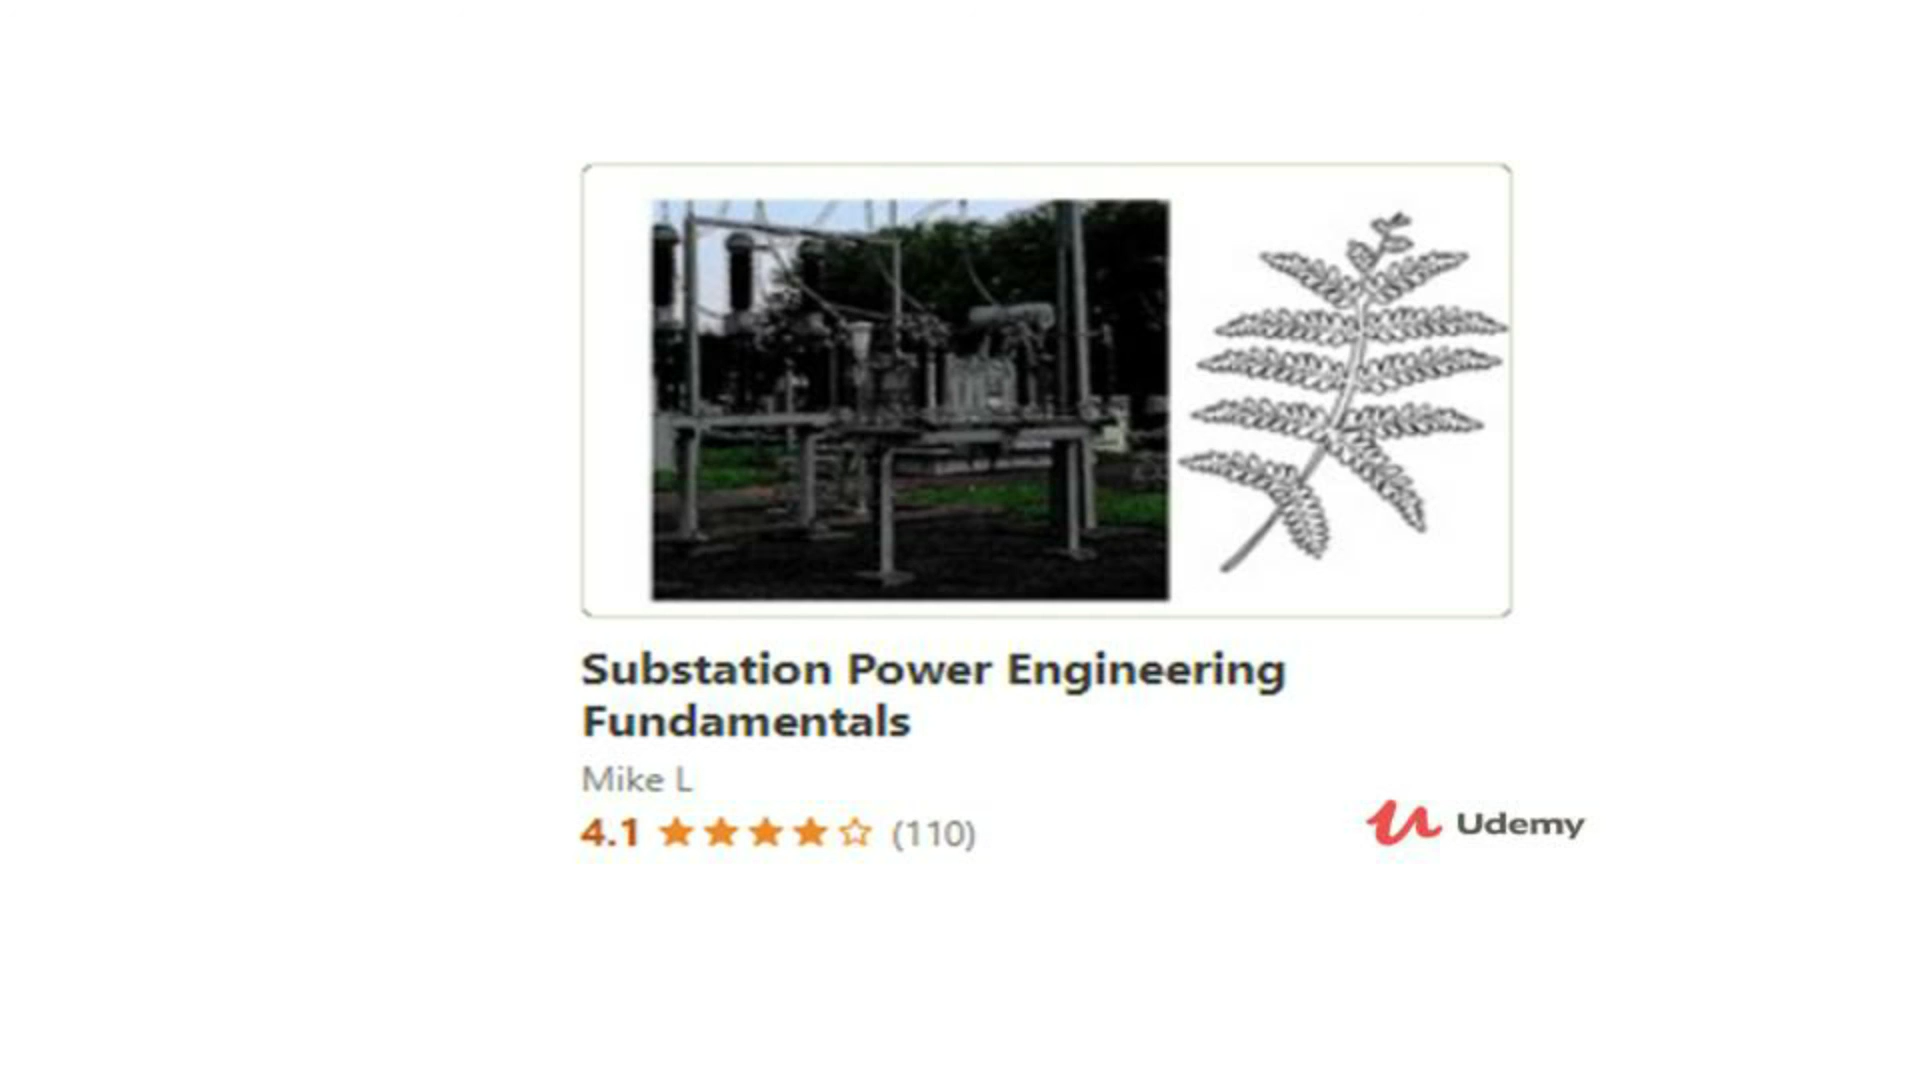 Substation Power Engineering
Fundamentals
Mike L
4.1 (110)
Udemy